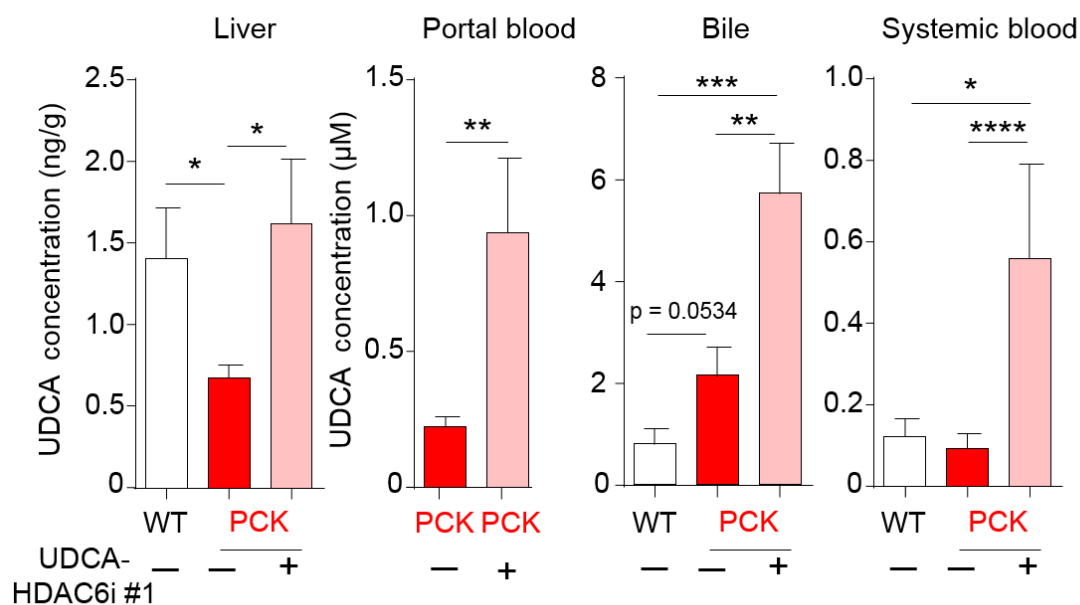 Liver
Portal blood
Bile
Systemic blood
UDCA concentration (ng/g)
2.5
2.0
1.5
1.0
0.5
0
*
*
UDCA concentration (µM)
1.5
1.0
0.5
0
**
8
6
4
2
0
***
**
p = 0.0534
1.0
0.8
0.6
0.4
0.2
0
*
****
WT PCK
PCK PCK
WT PCK
WT PCK
UDCA-
HDAC6i #1
— — +
— +
— — +
— — +